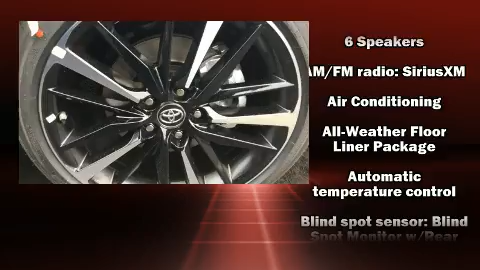 6 Speakers
AM/FM radio: SiriusXM
Air Conditioning
All-Weather Floor
Liner Package
Automatic
temperature control
Blind spot sensor: Blind
Spot Monitor w/Rear